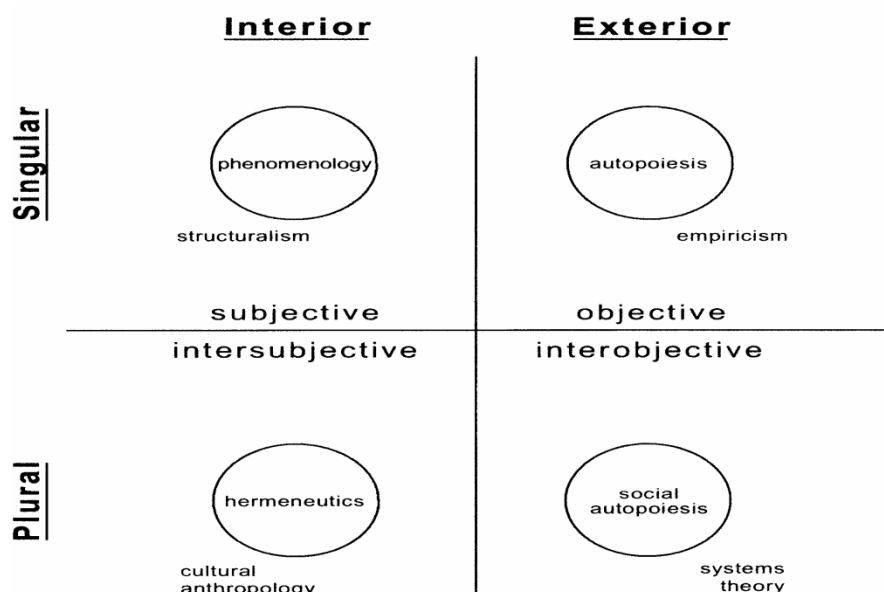 Interior
Exterior
Singular
phenomenology
autopoiesis
structuralism
empiricism
subjective
objective
intersubjective
interobjective
Plural
hermeneutics
social
autopoiesis
cultural
anthropology
systems
theory